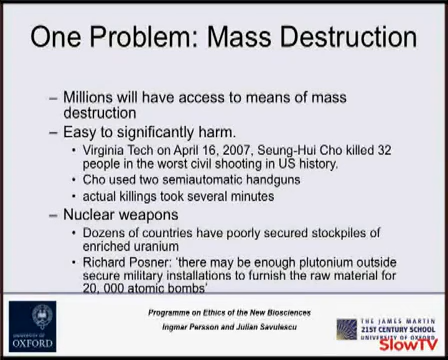 One Problem: Mass Destruction
– Millions will have access to means of mass
destruction
– Easy to significantly harm.
• Virginia Tech on April 16, 2007, Seung-Hui Cho killed 32
people in the worst civil shooting in US history.
• Cho used two semiautomatic handguns
• actual killings took several minutes
– Nuclear weapons
• Dozens of countries have poorly secured stockpiles of
enriched uranium
• Richard Posner: ‘there may be enough plutonium outside
secure military installations to furnish the raw material for
20, 000 atomic bombs’
Programme on Ethics of the New Biosciences
Ingmar Persson and Julian Savulescu
UNIVERSITY OF
OXFORD
THE JAMES MARTIN
21ST CENTURY SCHOOL
UNIVERSITY OF OXFORD
SlowTV